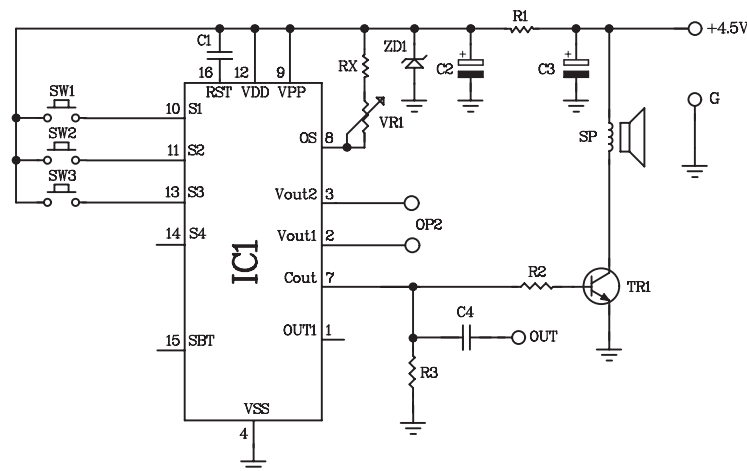 R1
+4.5V
C1
ZD1
+
C2
+
C3
RX
16 12 9
RST VDD VPP
G
SW1
10 S1
VR1
SP
SW2
OS 8
11 S2
SW3
13 S3
Vout2 3
OP2
14 S4
Vout1 2
IC1
Cout 7
R2
TR1
C4
OUT
OUT1 1
15 SBT
R3
VSS
4